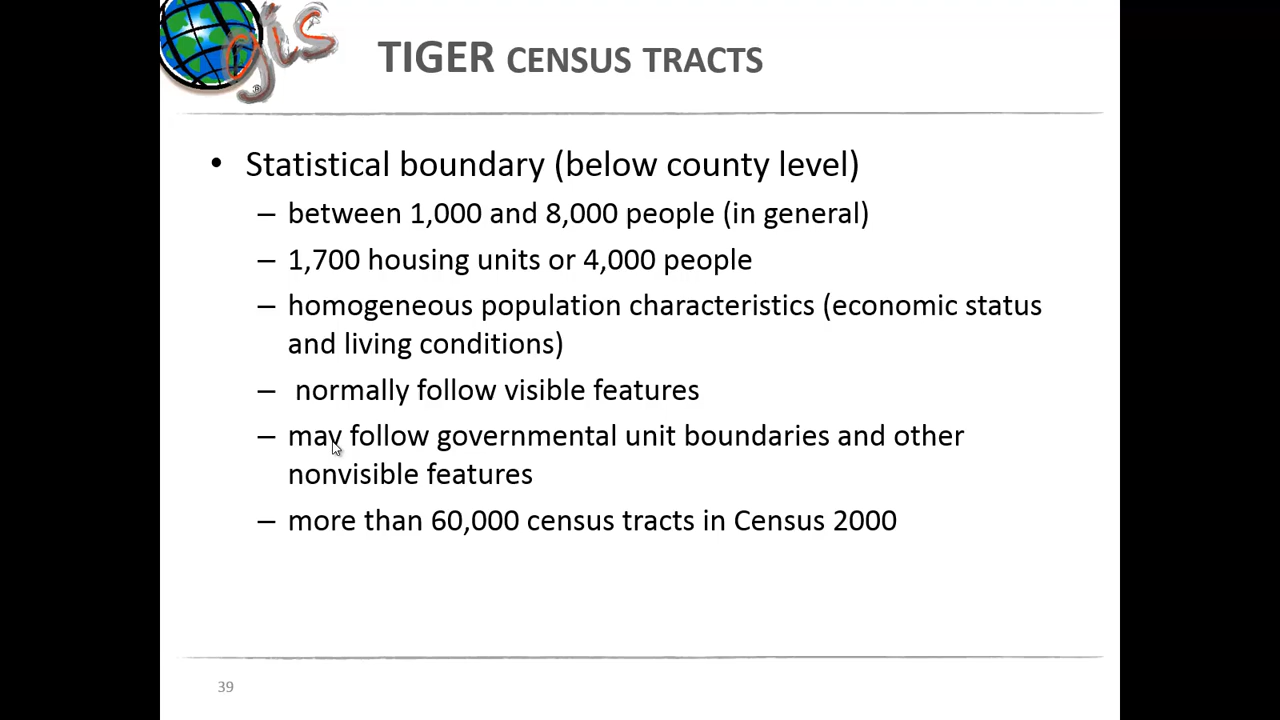 gis
®
TIGER CENSUS TRACTS
• Statistical boundary (below county level)
– between 1,000 and 8,000 people (in general)
– 1,700 housing units or 4,000 people
– homogeneous population characteristics (economic status
and living conditions)
– normally follow visible features
– may follow governmental unit boundaries and other
nonvisible features
– more than 60,000 census tracts in Census 2000
39